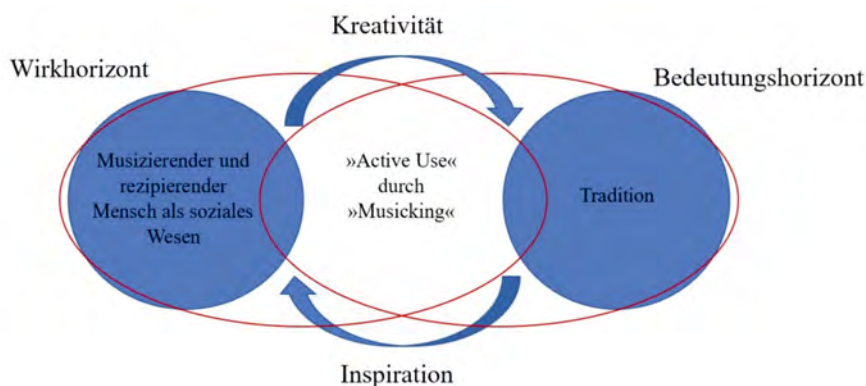 Kreativität
Wirkhorizont
Bedeutungshorizont
Musizierender und
rezipierender
Mensch als soziales
Wesen
»Active Use«
durch
»Musicking«
Tradition
Inspiration